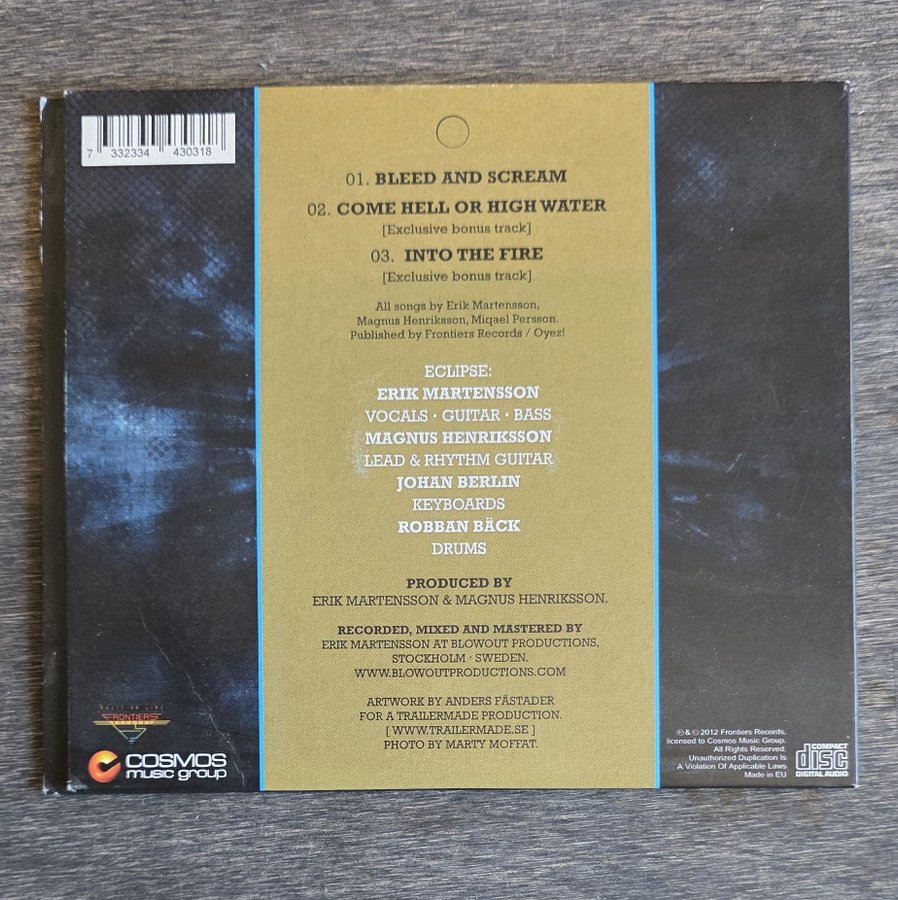 7 332334 430318
01. BLEED AND SCREAM
02. COME HELL OR HIGH WATER
[Exclusive bonus track]
03. INTO THE FIRE
[Exclusive bonus track]
All songs by Erik Martensson,
Magnus Henriksson, Miqael Persson.
Published by Frontiers Records / Oyez!
ECLIPSE:
ERIK MARTENSSON
VOCALS · GUITAR · BASS
MAGNUS HENRIKSSON
LEAD & RHYTHM GUITAR
JOHAN BERLIN
KEYBOARDS
ROBBAN BÄCK
DRUMS
PRODUCED BY
ERIK MARTENSSON & MAGNUS HENRIKSSON.
RECORDED, MIXED AND MASTERED BY
ERIK MARTENSSON AT BLOWOUT PRODUCTIONS,
STOCKHOLM · SWEDEN.
WWW.BLOWOUTPRODUCTIONS.COM
ARTWORK BY ANDERS FÄSTADER
FOR A TRAILERMADE PRODUCTION.
[ WWW.TRAILERMADE.SE ]
PHOTO BY MARTY MOFFAT.
FRONTIERS
COSMOS
music group
℗ & © 2012 Frontiers Records,
licensed to Cosmos Music Group.
All Rights Reserved.
Unauthorized Duplication Is
A Violation Of Applicable Laws
Made in EU
COMPACT
disc
DIGITAL AUDIO